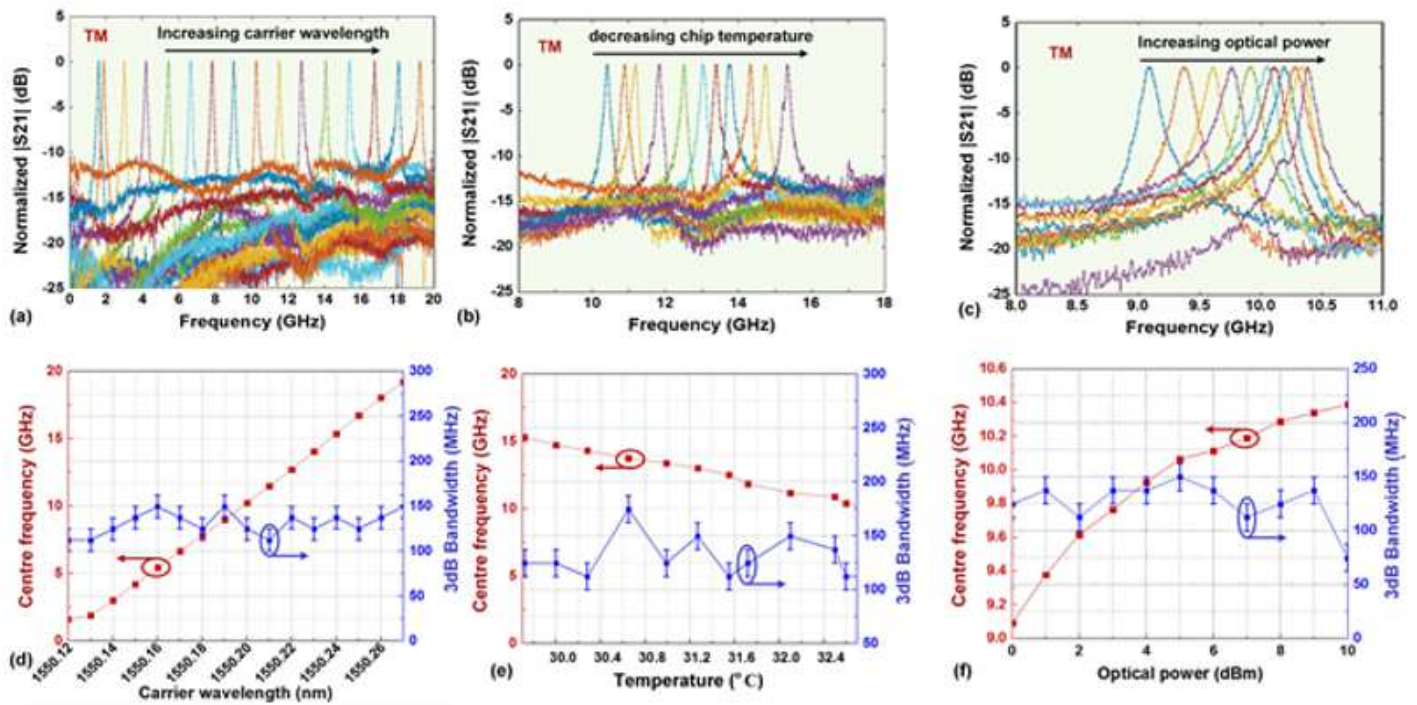 TM
Increasing carrier wavelength
Normalized |S21| (dB)
5
0
-5
-10
-15
-20
-25
0 2 4 6 8 10 12 14 16 18 20
Frequency (GHz)
(a)
TM
decreasing chip temperature
Normalized |S21| (dB)
5
0
-5
-10
-15
-20
-25
8 10 12 14 16 18
Frequency (GHz)
(b)
TM
Increasing optical power
Normalized |S21| (dB)
5
0
-5
-10
-15
-20
-25
8.0 8.5 9.0 9.5 10.0 10.5 11.0
Frequency (GHz)
(c)
Centre frequency (GHz)
20
15
10
5
0
3dB Bandwidth (MHz)
300
250
200
150
100
50
0
1550.12 1550.14 1550.16 1550.18 1550.20 1550.22 1550.24 1550.26
Carrier wavelength (nm)
(d)
Centre frequency (GHz)
20
15
10
5
0
3dB Bandwidth (MHz)
300
250
200
150
100
50
30.0 30.4 30.8 31.2 31.6 32.0 32.4
Temperature (°C)
(e)
Centre frequency (GHz)
10.6
10.4
10.2
10.0
9.8
9.6
9.4
9.2
9.0
3dB Bandwidth (MHz)
250
200
150
100
50
0
0 2 4 6 8 10
Optical power (dBm)
(f)